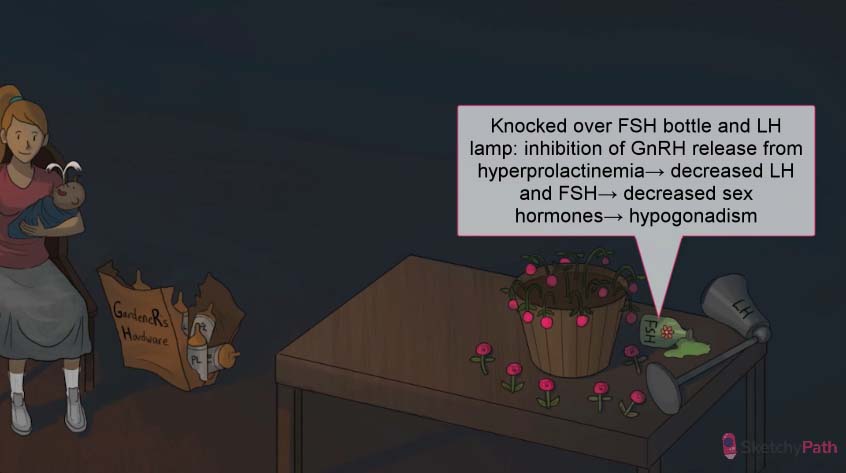 Knocked over FSH bottle and LH
lamp: inhibition of GnRH release from
hyperprolactinemia→ decreased LH
and FSH→ decreased sex
hormones→ hypogonadism
GardeneRs
Hardware
PL
FSH
LH
SketchyPath